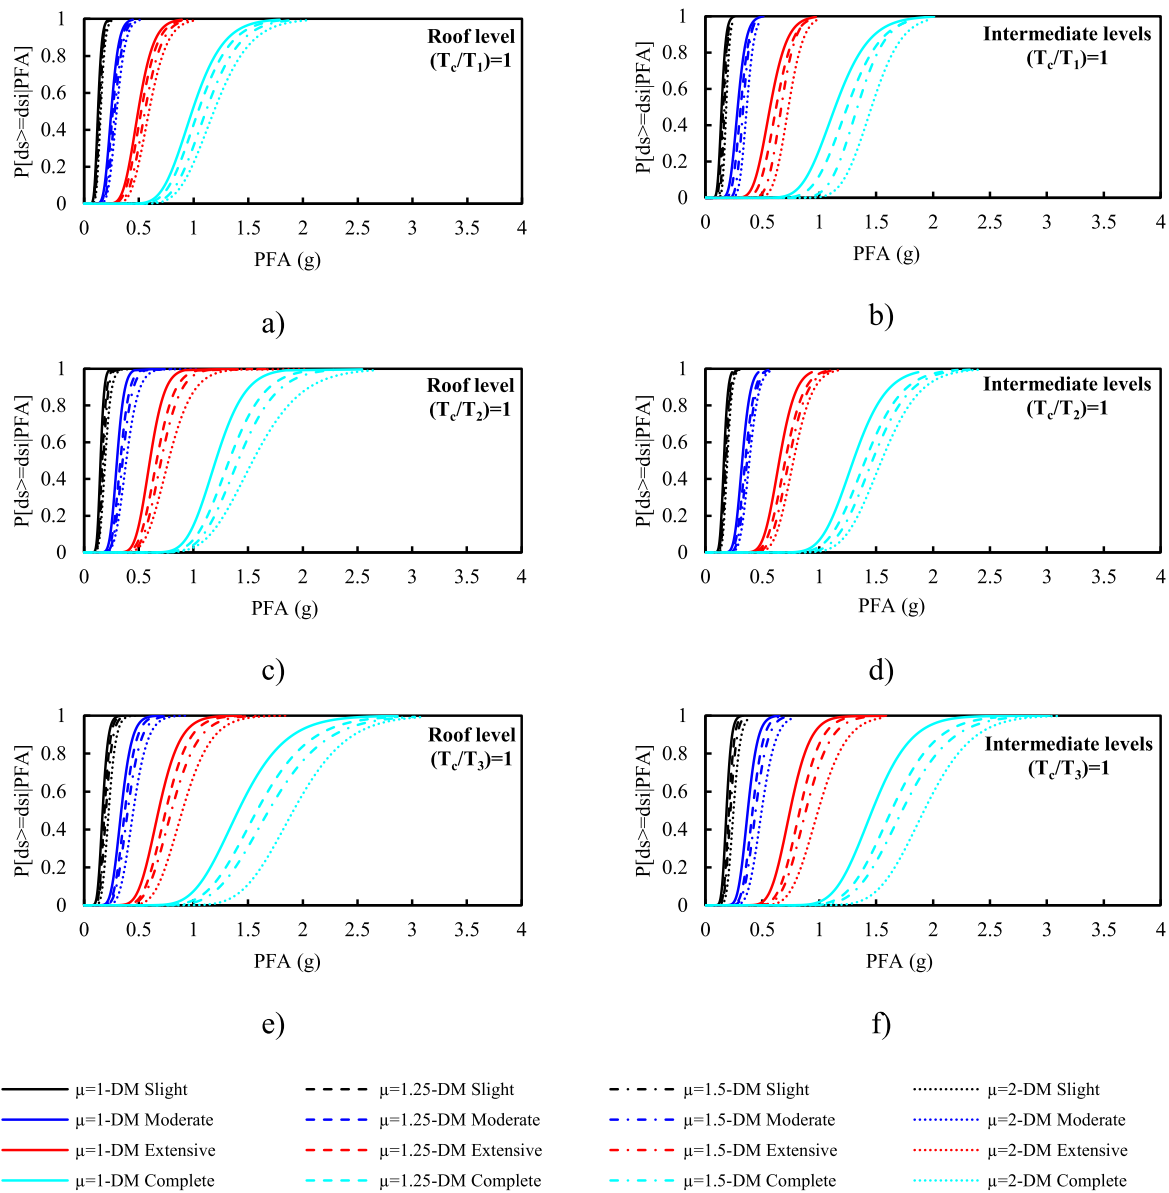 P[ds>=dsi|PFA]
1
0.8
0.6
0.4
0.2
0
0 0.5 1 1.5 2 2.5 3 3.5 4
PFA (g)
Roof level
(Tc/T1)=1
a)
P[ds>=dsi|PFA]
1
0.8
0.6
0.4
0.2
0
0 0.5 1 1.5 2 2.5 3 3.5 4
PFA (g)
Intermediate levels
(Tc/T1)=1
b)
P[ds>=dsi|PFA]
1
0.8
0.6
0.4
0.2
0
0 0.5 1 1.5 2 2.5 3 3.5 4
PFA (g)
Roof level
(Tc/T2)=1
c)
P[ds>=dsi|PFA]
1
0.8
0.6
0.4
0.2
0
0 0.5 1 1.5 2 2.5 3 3.5 4
PFA (g)
Intermediate levels
(Tc/T2)=1
d)
P[ds>=dsi|PFA]
1
0.8
0.6
0.4
0.2
0
0 0.5 1 1.5 2 2.5 3 3.5 4
PFA (g)
Roof level
(Tc/T3)=1
e)
P[ds>=dsi|PFA]
1
0.8
0.6
0.4
0.2
0
0 0.5 1 1.5 2 2.5 3 3.5 4
PFA (g)
Intermediate levels
(Tc/T3)=1
f)
μ=1-DM Slight μ=1.25-DM Slight μ=1.5-DM Slight μ=2-DM Slight
μ=1-DM Moderate μ=1.25-DM Moderate μ=1.5-DM Moderate μ=2-DM Moderate
μ=1-DM Extensive μ=1.25-DM Extensive μ=1.5-DM Extensive μ=2-DM Extensive
μ=1-DM Complete μ=1.25-DM Complete μ=1.5-DM Complete μ=2-DM Complete